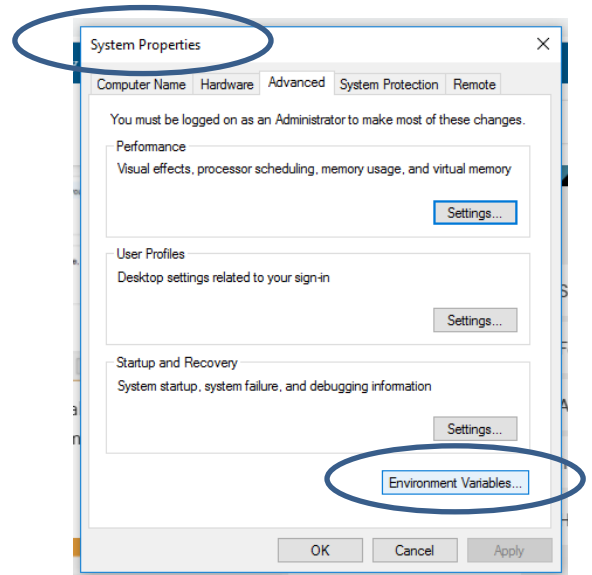 System Properties
Computer Name Hardware Advanced System Protection Remote
You must be logged on as an Administrator to make most of these changes.
Performance
Visual effects, processor scheduling, memory usage, and virtual memory
Settings...
User Profiles
Desktop settings related to your sign-in
Settings...
Startup and Recovery
System startup, system failure, and debugging information
Settings...
Environment Variables...
OK Cancel Apply